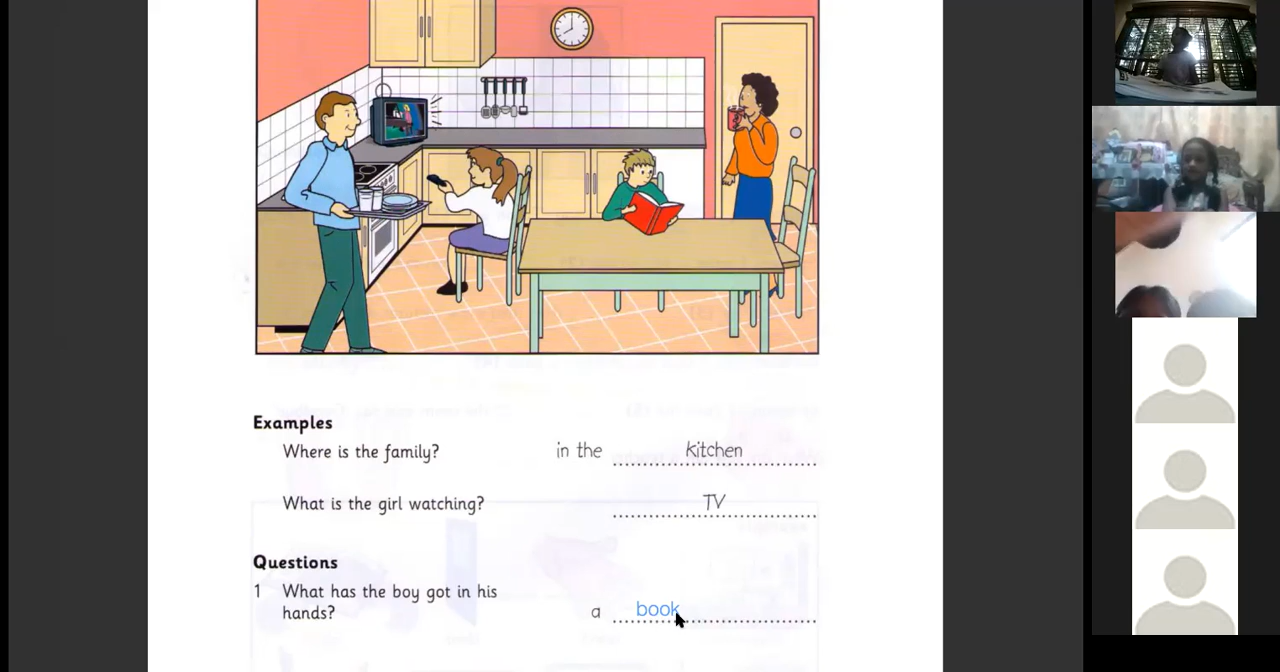 Examples
Where is the family? in the kitchen
What is the girl watching? TV
Questions
1 What has the boy got in his
hands? a book